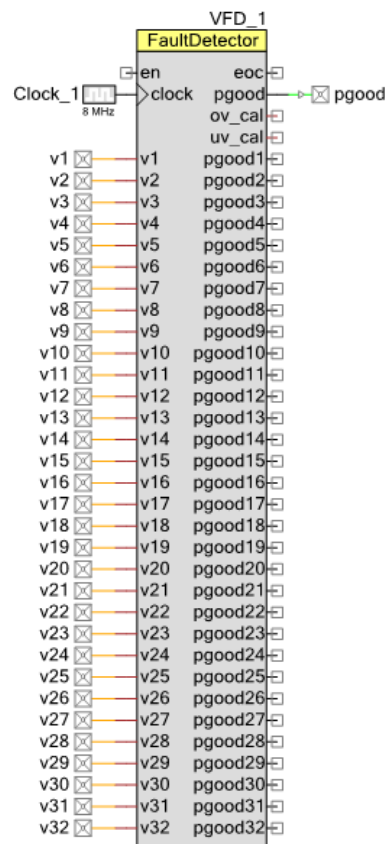 VFD_1
FaultDetector
en eoc
Clock_1 clock pgood pgood
8 MHz
ov_cal
uv_cal
v1 v1 pgood1
v2 v2 pgood2
v3 v3 pgood3
v4 v4 pgood4
v5 v5 pgood5
v6 v6 pgood6
v7 v7 pgood7
v8 v8 pgood8
v9 v9 pgood9
v10 v10 pgood10
v11 v11 pgood11
v12 v12 pgood12
v13 v13 pgood13
v14 v14 pgood14
v15 v15 pgood15
v16 v16 pgood16
v17 v17 pgood17
v18 v18 pgood18
v19 v19 pgood19
v20 v20 pgood20
v21 v21 pgood21
v22 v22 pgood22
v23 v23 pgood23
v24 v24 pgood24
v25 v25 pgood25
v26 v26 pgood26
v27 v27 pgood27
v28 v28 pgood28
v29 v29 pgood29
v30 v30 pgood30
v31 v31 pgood31
v32 v32 pgood32